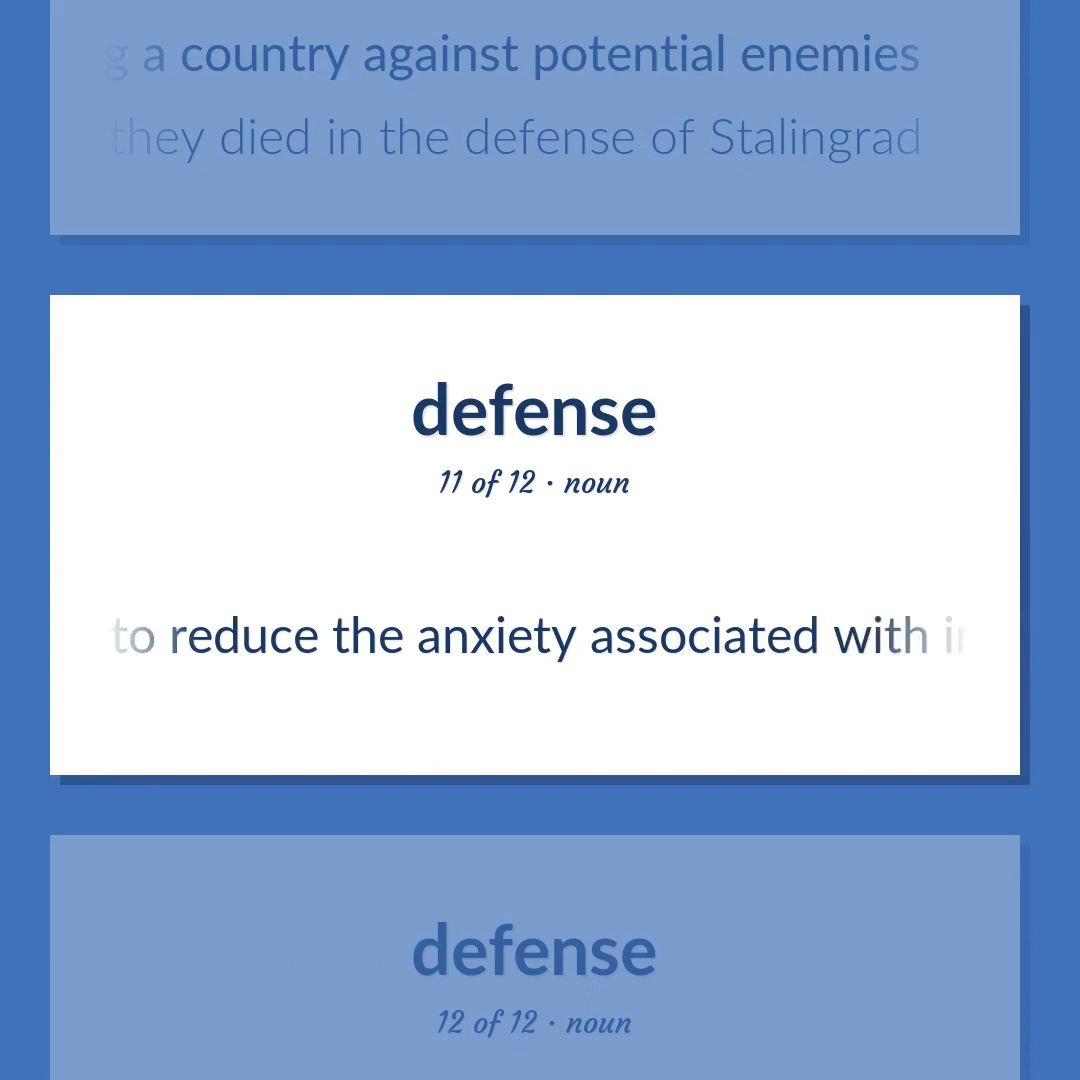 a country against potential enemies
they died in the defense of Stalingrad
defense
11 of 12 · noun
to reduce the anxiety associated with
defense
12 of 12 · noun